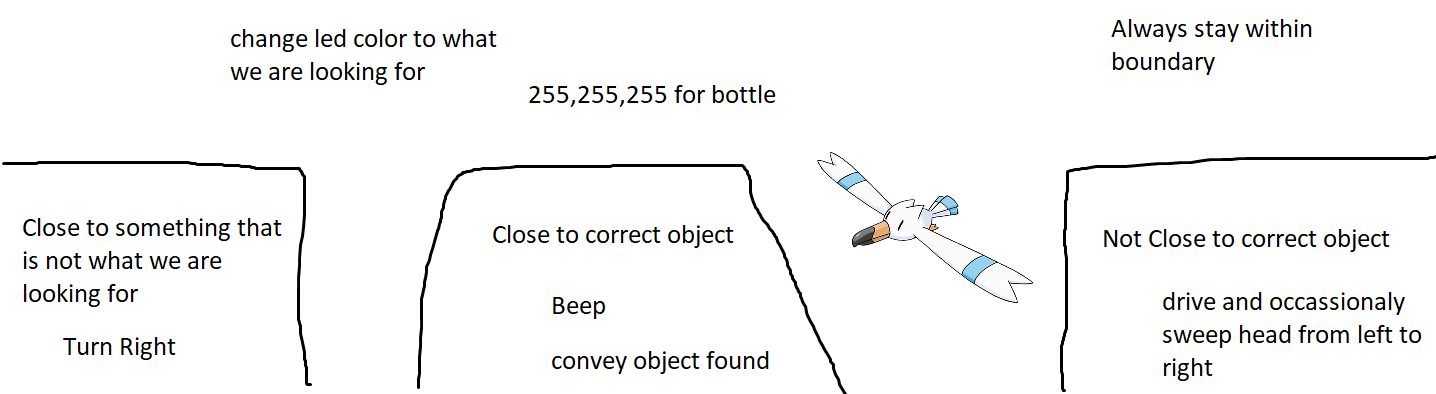 change led color to what
we are looking for
255,255,255 for bottle
Always stay within
boundary
Close to something that
is not what we are
looking for
Turn Right
Close to correct object
Beep
convey object found
Not Close to correct object
drive and occassionaly
sweep head from left to
right